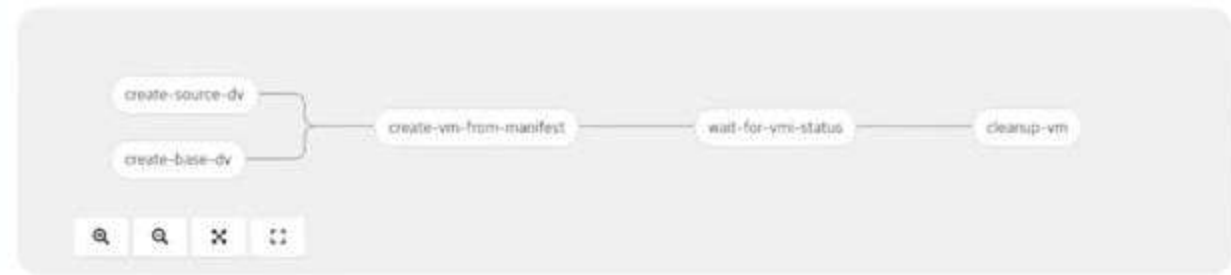 create-source-dv
create-base-dv
create-vm-from-manifest
wait-for-vmi-status
cleanup-vm